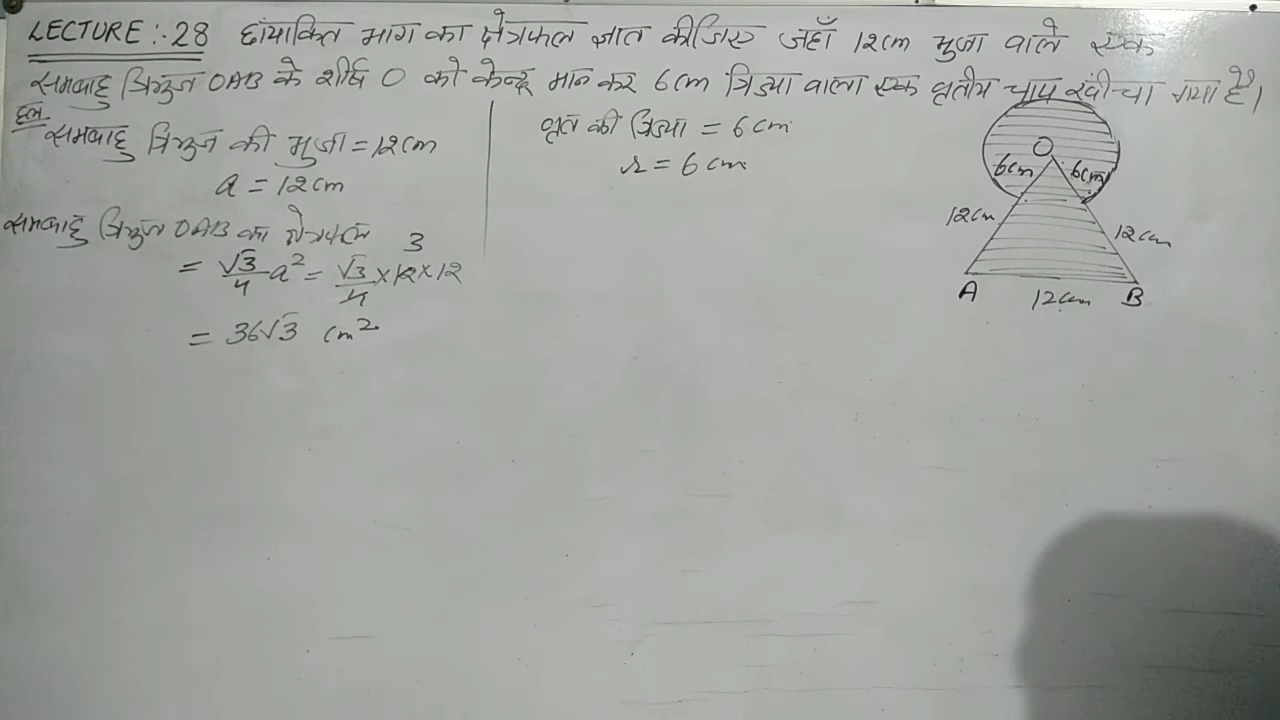 LECTURE:-28 छायांकित भाग का क्षेत्रफल ज्ञात कीजिए जहाँ 12cm भुजा वाले एक
समबाहु त्रिभुज OAB के शीर्ष O को केन्द्र मान कर 6cm त्रिज्या वाला एक वृतीय चाप खींचा गया है।
हल
समबाहु त्रिभुज की भुजा = 12cm
a = 12cm
समबाहु त्रिभुज OAB का क्षेत्रफल
= √3/4 a² = √3/4 × 12 × 12
3
= 36√3 cm²
वृत की त्रिज्या = 6cm
r = 6cm
O
6cm 6cm
12cm 12cm
A 12cm B